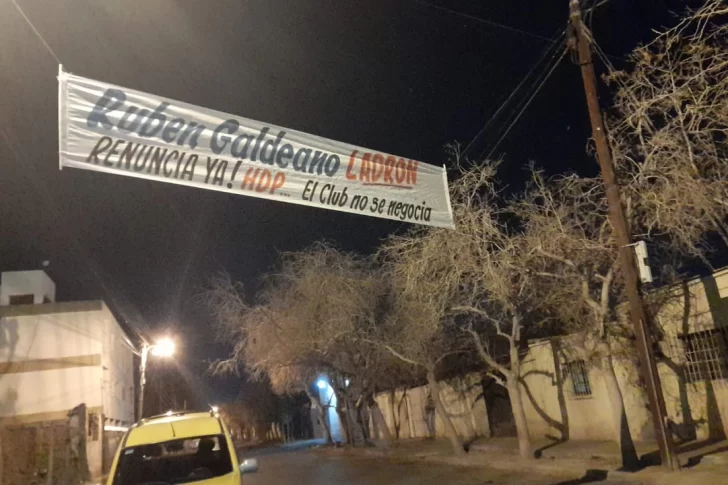 Ruben Galdeano LADRON
RENUNCIA YA! HDP... El Club no se negocia